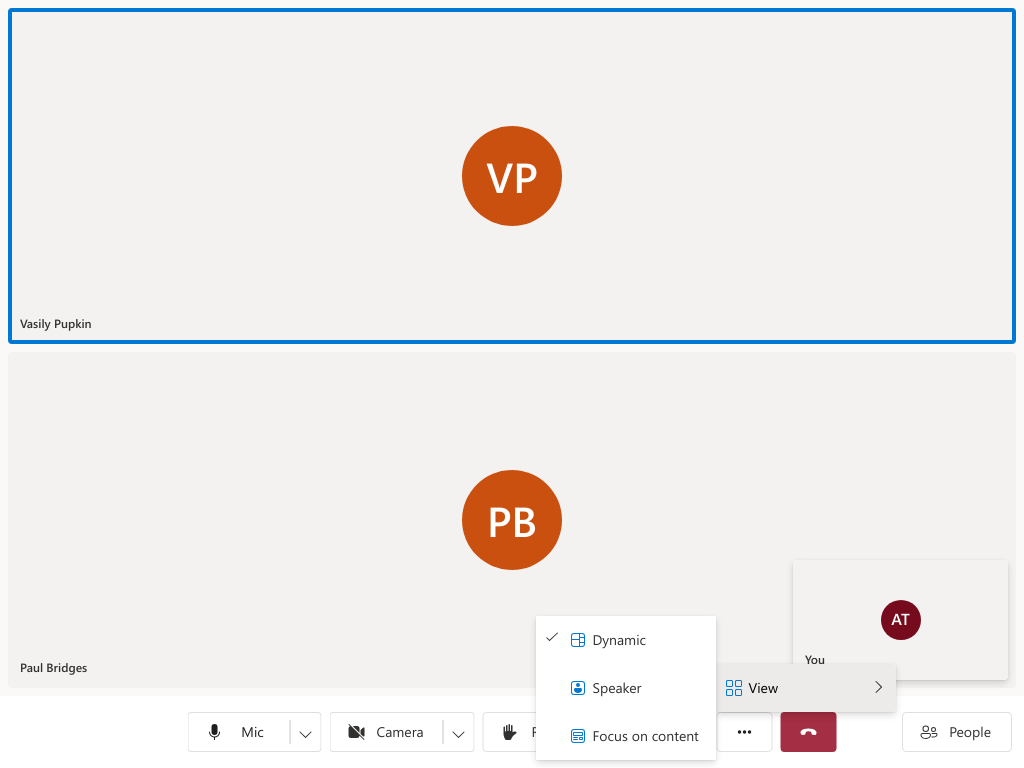 VP
Vasily Pupkin
PB
Paul Bridges
AT
You
Dynamic
Speaker
Focus on content
View
Mic
Camera
People